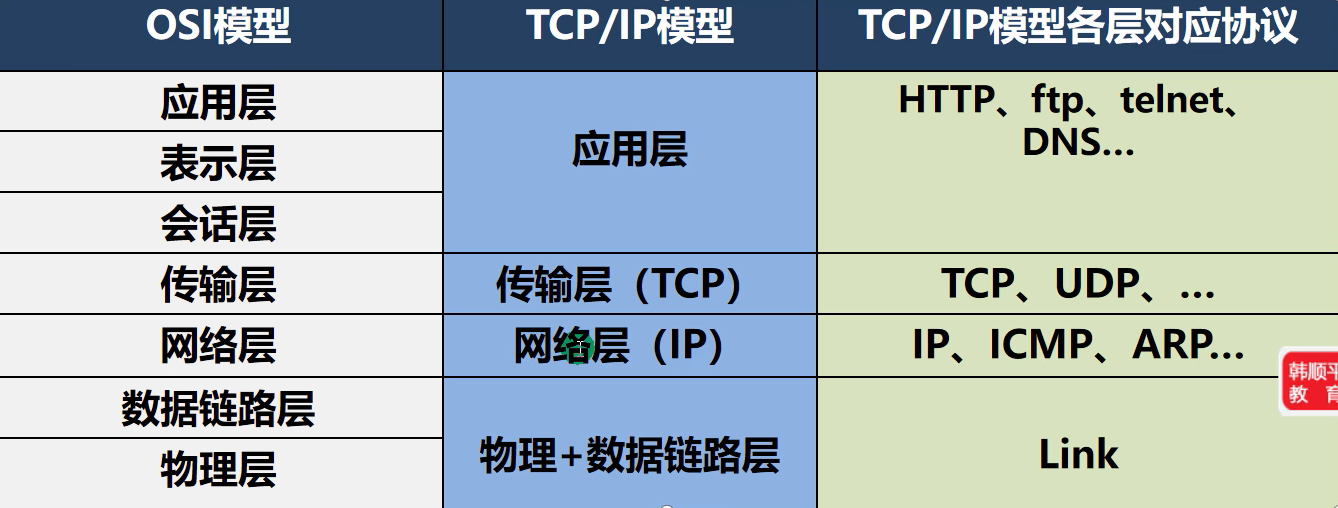 OSI模型 TCP/IP模型 TCP/IP模型各层对应协议
应用层
表示层
会话层
应用层
HTTP、ftp、telnet、
DNS…
传输层 传输层（TCP） TCP、UDP、…
网络层 网络层（IP） IP、ICMP、ARP…
数据链路层
物理层
物理+数据链路层
Link
韩顺平
教 育